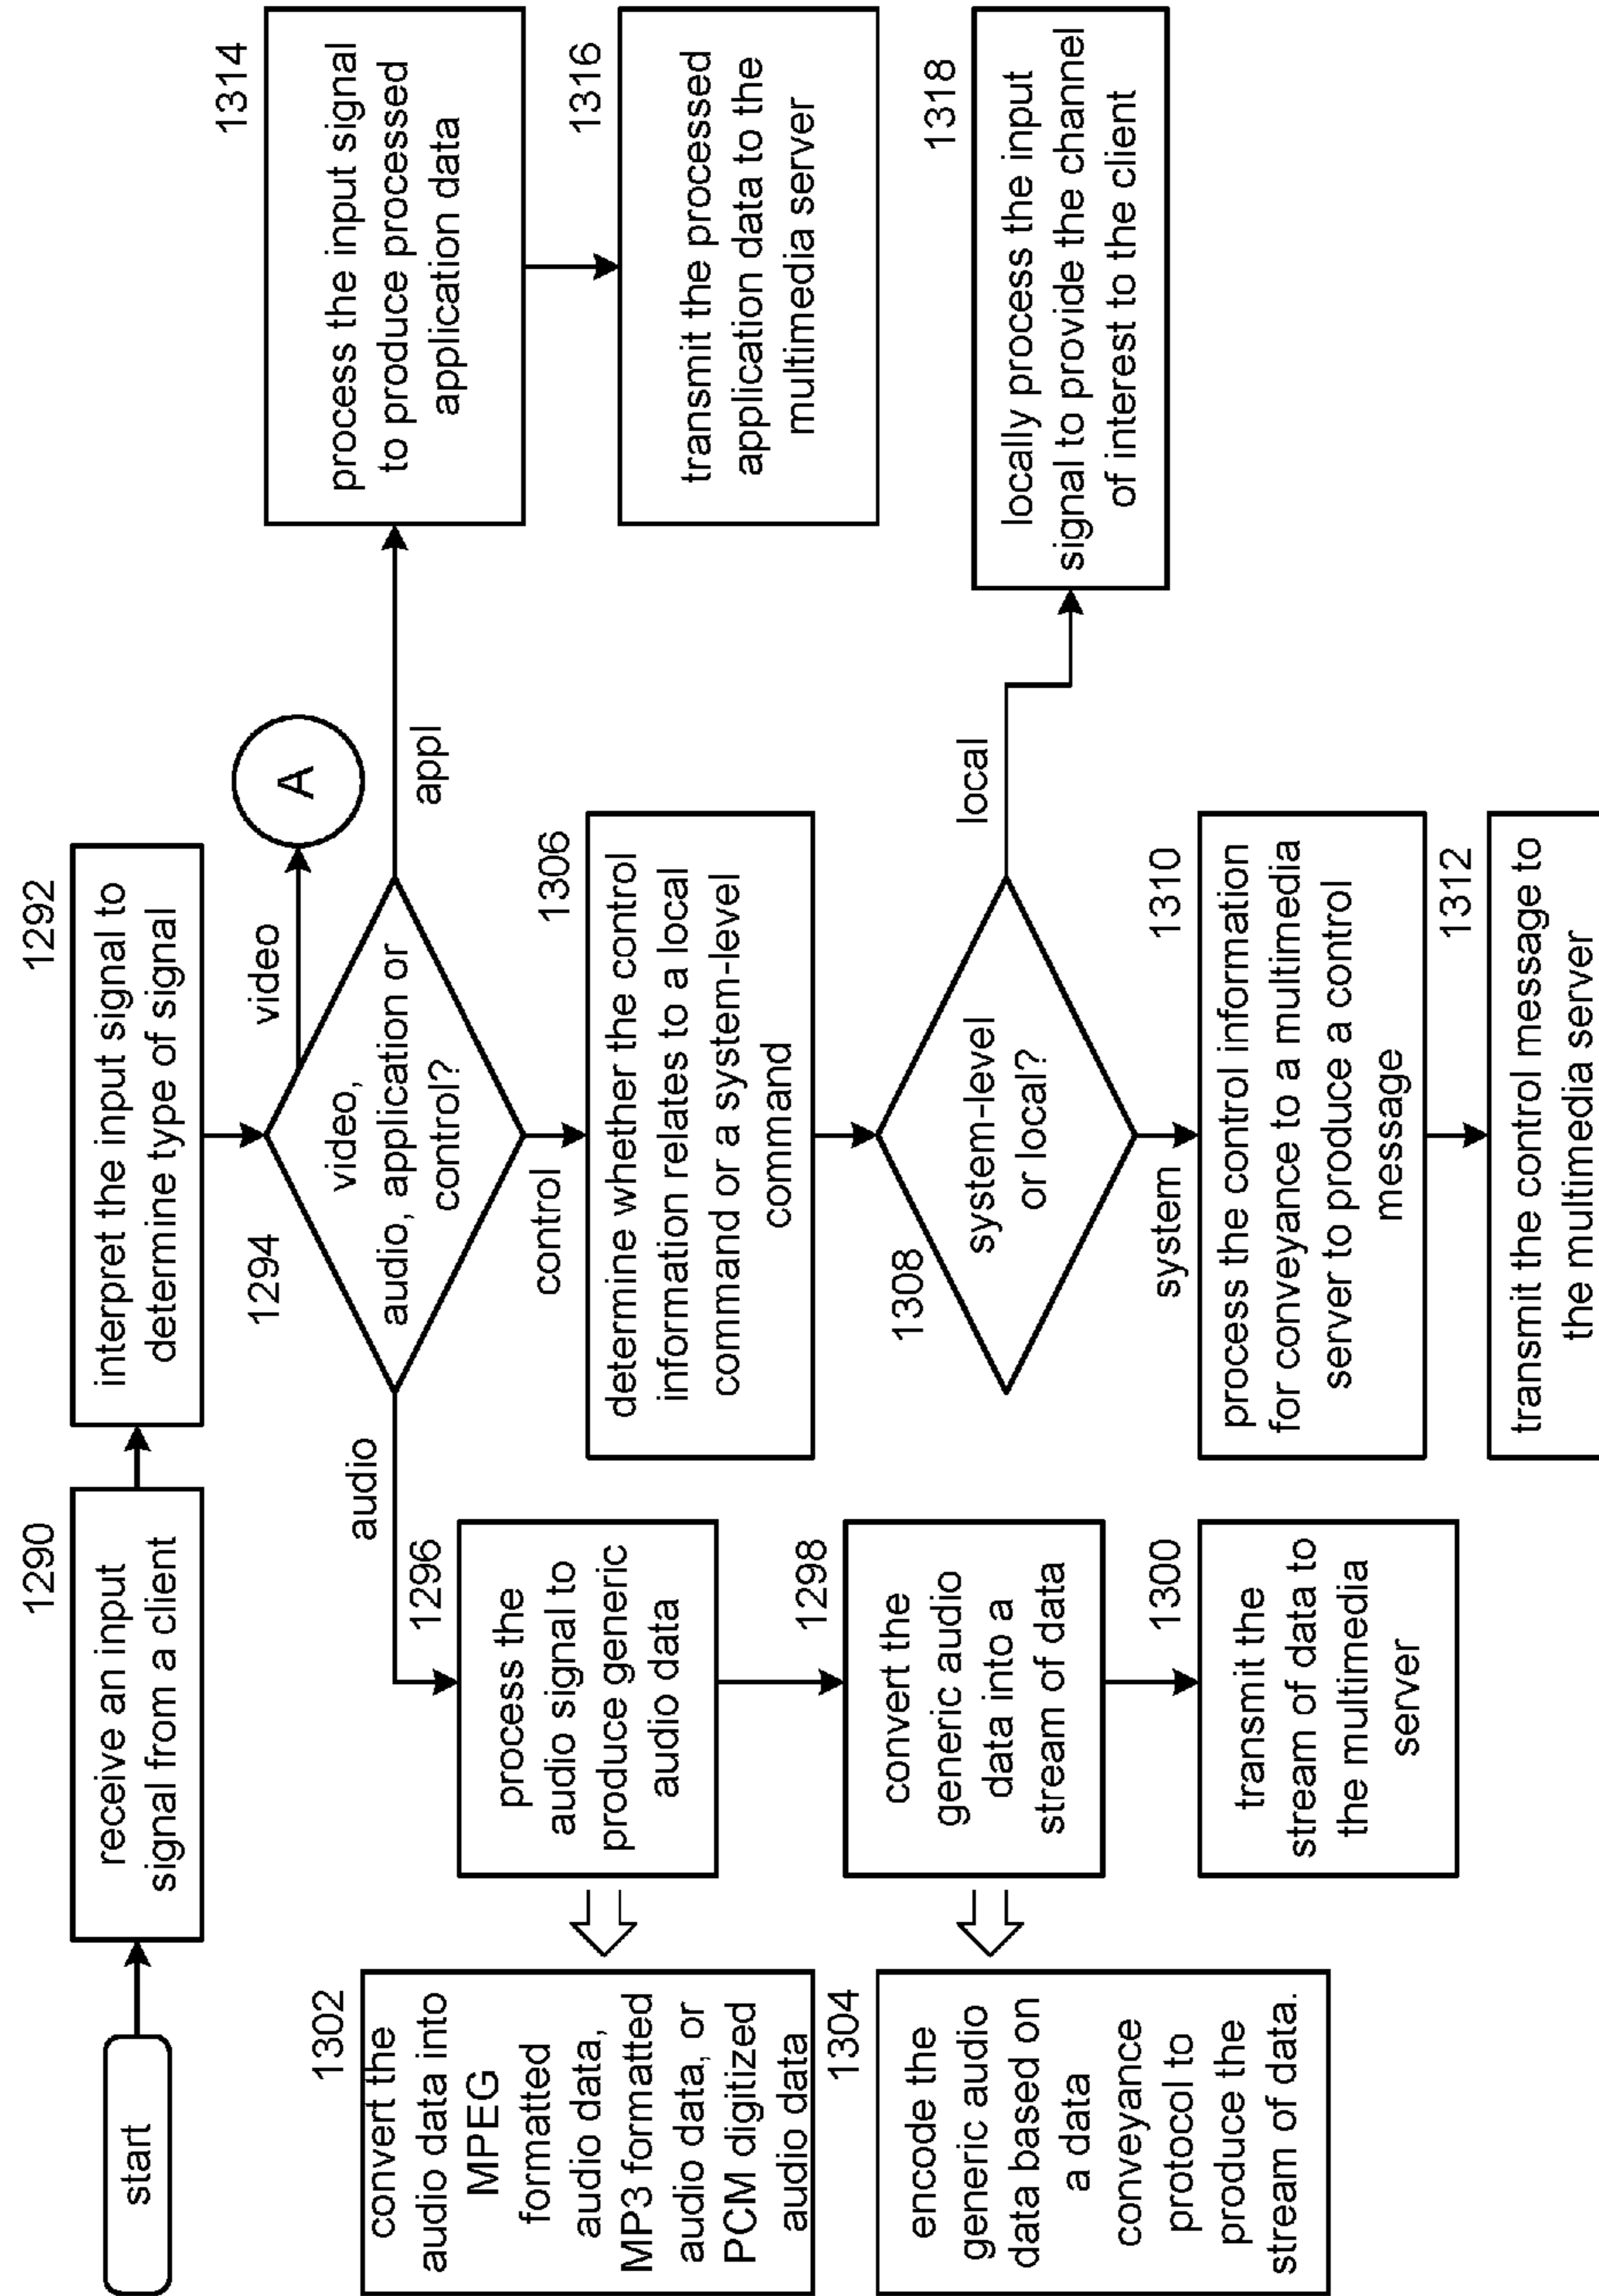 start
1290
receive an input
signal from a client
1292
interpret the input signal to
determine type of signal
1294
video,
audio, application or
control?
video
A
appl
1314
process the input signal
to produce processed
application data
1316
transmit the processed
application data to the
multimedia server
audio
1296
process the
audio signal to
produce generic
audio data
1302
convert the
audio data into
MPEG
formatted
audio data,
MP3 formatted
audio data, or
PCM digitized
audio data
1298
convert the
generic audio
data into a
stream of data
1304
encode the
generic audio
data based on
a data
conveyance
protocol to
produce the
stream of data.
1300
transmit the
stream of data to
the multimedia
server
control
1306
determine whether the control
information relates to a local
command or a system-level
command
1308
system-level
or local?
local
1318
locally process the input
signal to provide the channel
of interest to the client
system
1310
process the control information
for conveyance to a multimedia
server to produce a control
message
1312
transmit the control message to
the multimedia server